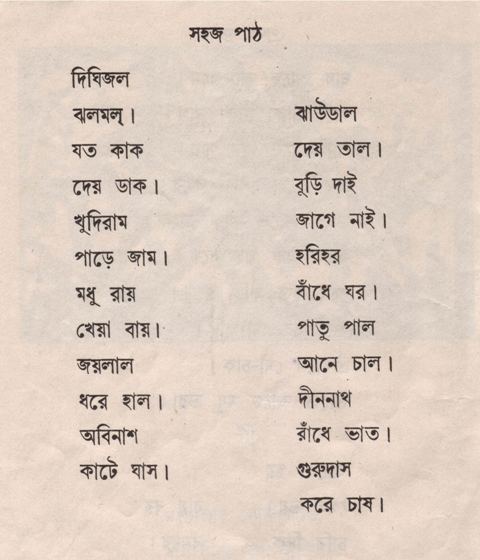 সহজ পাঠ
দিঘিজল
ঝলমল্।
যত কাক
দেয় ডাক।
খুদিরাম
পাড়ে জাম।
মধু রায়
খেয়া বায়।
জয়লাল
ধরে হাল।
অবিনাশ
কাটে ঘাস।
ঝাউডাল
দেয় তাল।
বুড়ি দাই
জাগে নাই।
হরিহর
বাঁধে ঘর।
পাতু পাল
আনে চাল।
দীননাথ
রাঁধে ভাত।
গুরুদাস
করে চাষ।